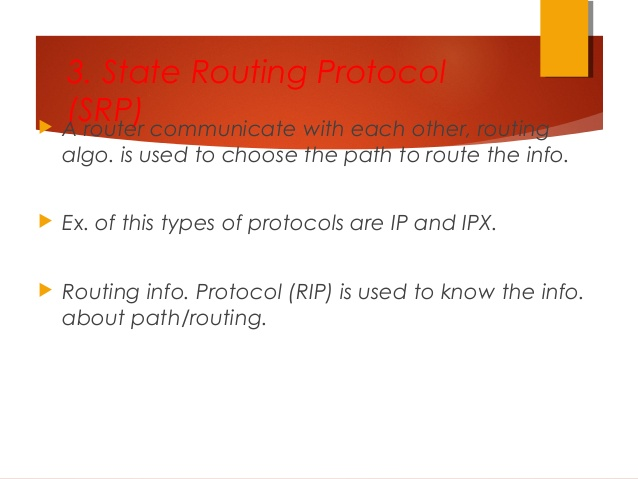 3. State Routing Protocol
(SRP)
A router communicate with each other, routing
algo. is used to choose the path to route the info.
Ex. of this types of protocols are IP and IPX.
Routing info. Protocol (RIP) is used to know the info.
about path/routing.